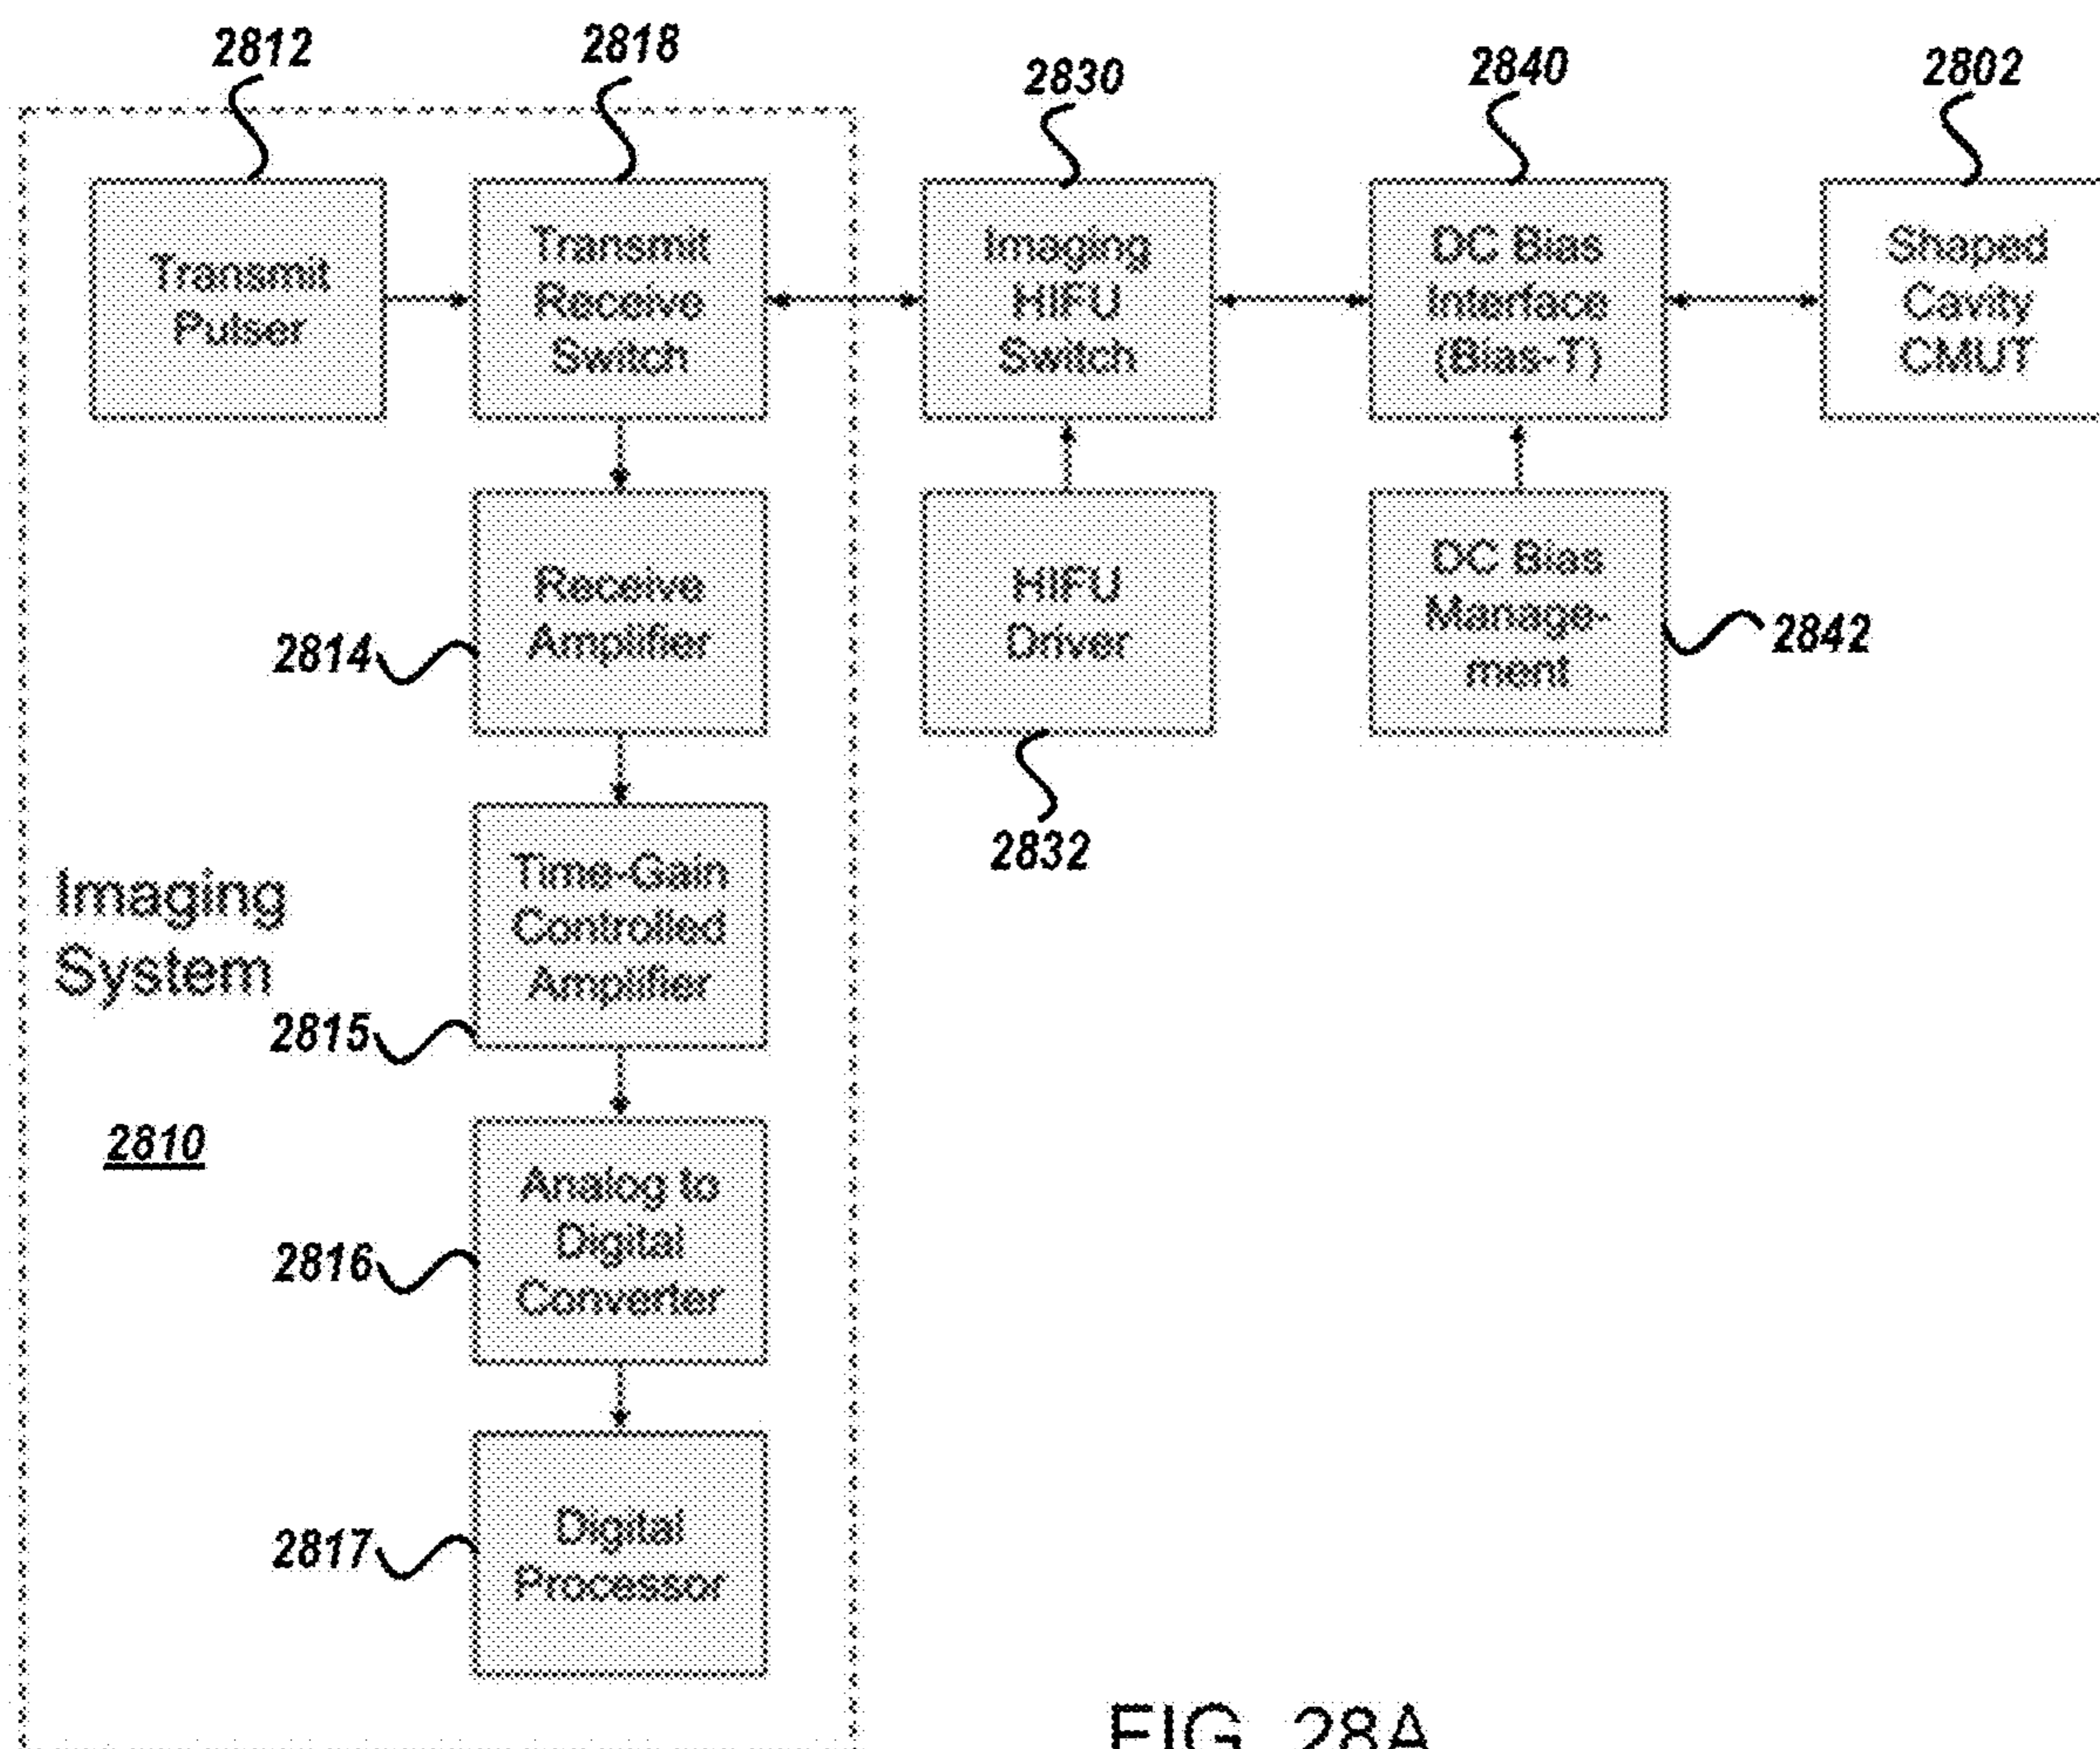 2812
2818
2830
2840
2802
Transmit
Pulser
Transmit
Receive
Switch
Imaging
HIFU
Switch
DC Bias
Interface
(Bias-T)
Shaped
Cavity
CMUT
Receive
Amplifier
2814
HIFU
Driver
2832
DC Bias
Manage-
ment
2842
Imaging
System
2810
Time-Gain
Controlled
Amplifier
2815
Analog to
Digital
Converter
2816
Digital
Processor
2817
FIG. 28A